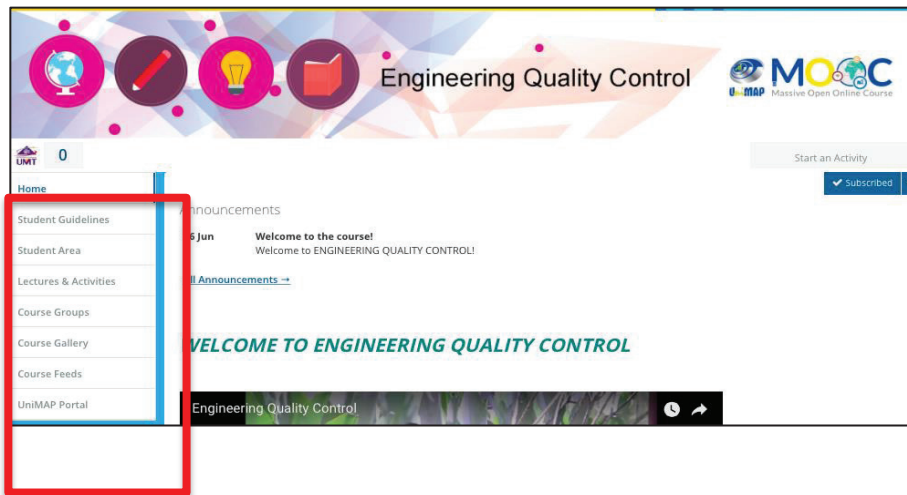 Engineering Quality Control
UniMAP
MOOC
Massive Open Online Course
UMT
0
Start an Activity
Home
Subscribed
Student Guidelines
Announcements
6 Jun
Welcome to the course!
Student Area
Welcome to ENGINEERING QUALITY CONTROL!
Lectures & Activities
ll Announcements →
Course Groups
Course Gallery
WELCOME TO ENGINEERING QUALITY CONTROL
Course Feeds
UniMAP Portal
Engineering Quality Control